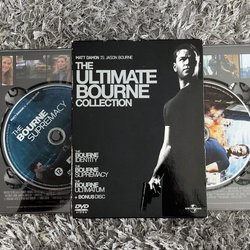 MATT DAMON IS JASON BOURNE
THE
ULTIMATE
BOURNE
COLLECTION
THE
BOURNE
IDENTITY
THE
BOURNE
SUPREMACY
THE
BOURNE
ULTIMATUM
+ BONUS DISC
DVD
THE
BOURNE
SUPREMACY